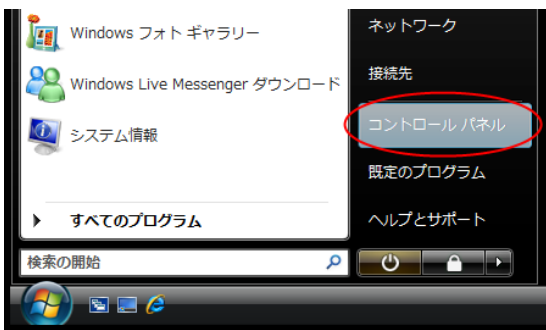 Windows フォト ギャラリー
Windows Live Messenger ダウンロード
システム情報
すべてのプログラム
検索の開始
ネットワーク
接続先
コントロール パネル
既定のプログラム
ヘルプとサポート